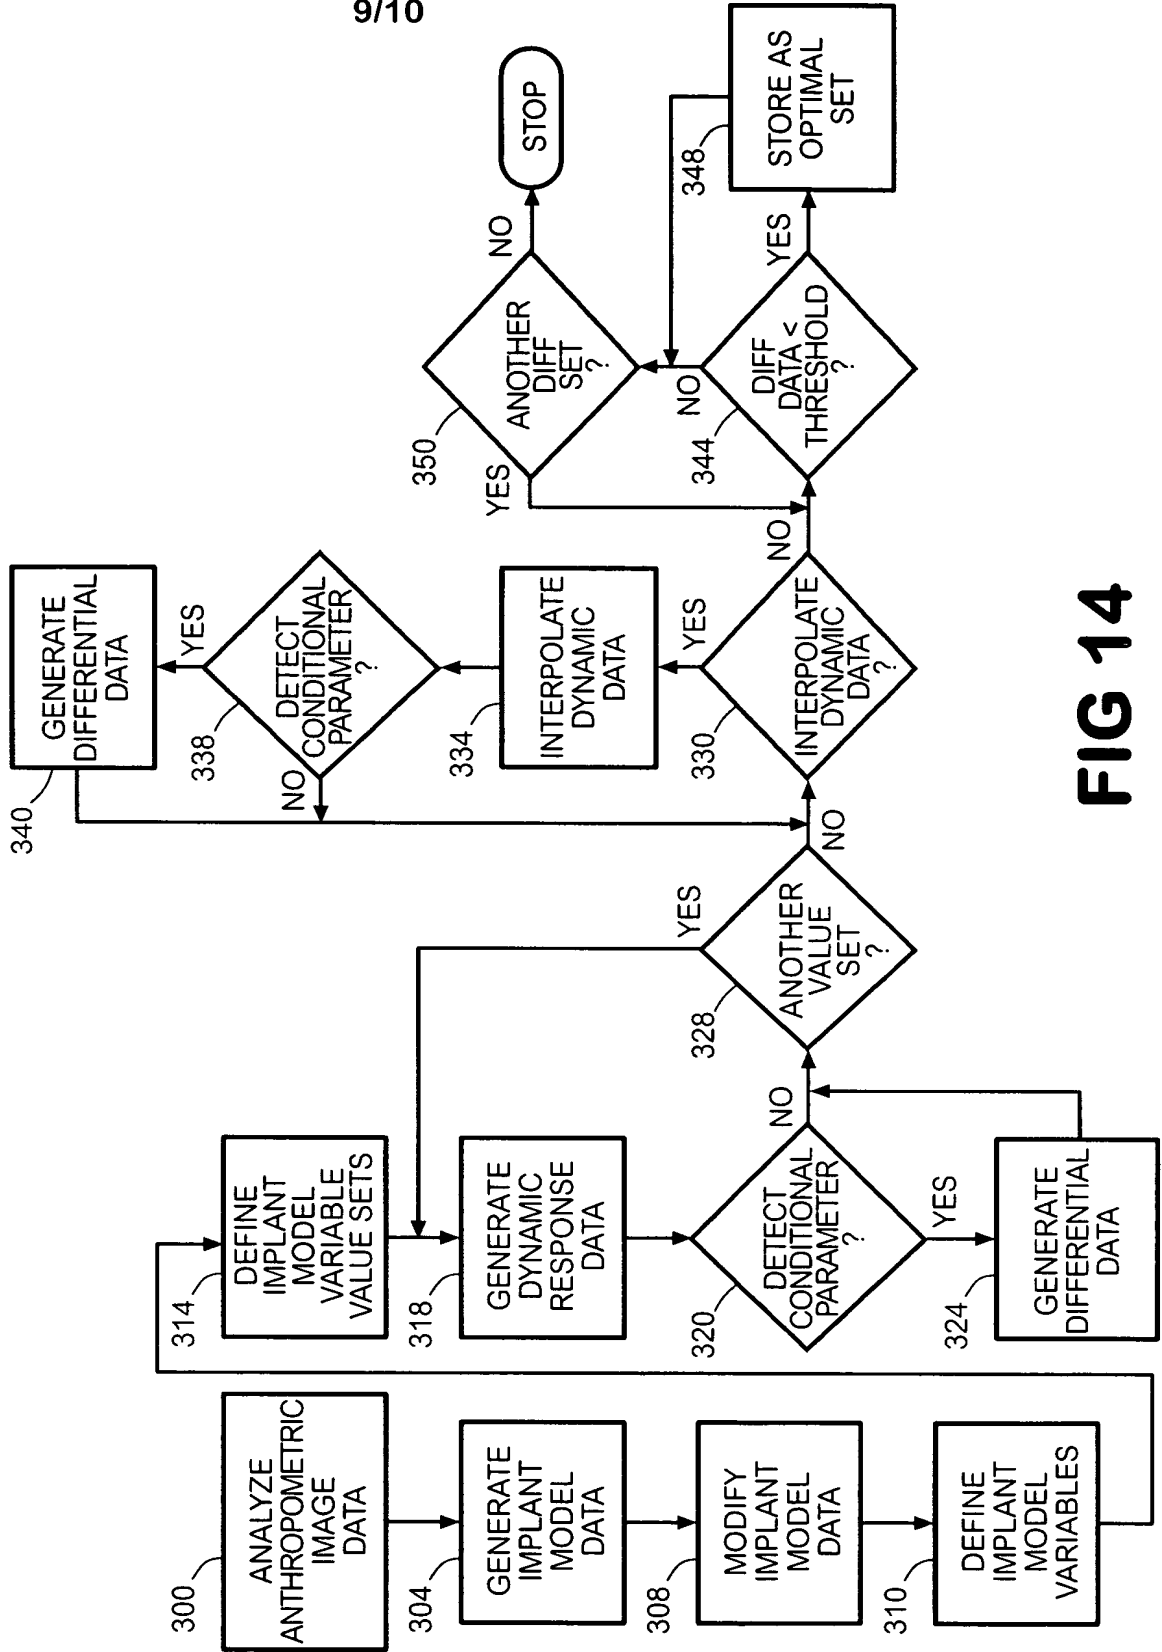 9/10
300
ANALYZE
ANTHROPOMETRIC
IMAGE
DATA
304
GENERATE
IMPLANT
MODEL
DATA
308
MODIFY
IMPLANT
MODEL
DATA
310
DEFINE
IMPLANT
MODEL
VARIABLES
314
DEFINE
IMPLANT
MODEL
VARIABLE
VALUE SETS
318
GENERATE
DYNAMIC
RESPONSE
DATA
320
DETECT
CONDITIONAL
PARAMETER
?
NO
YES
324
GENERATE
DIFFERENTIAL
DATA
328
ANOTHER
VALUE
SET
?
YES
NO
330
INTERPOLATE
DYNAMIC
DATA
?
YES
NO
334
INTERPOLATE
DYNAMIC
DATA
338
DETECT
CONDITIONAL
PARAMETER
?
NO
YES
340
GENERATE
DIFFERENTIAL
DATA
344
DIFF
DATA <
THRESHOLD
?
NO
YES
348
STORE AS
OPTIMAL
SET
350
ANOTHER
DIFF
SET
?
YES
NO
STOP
FIG 14